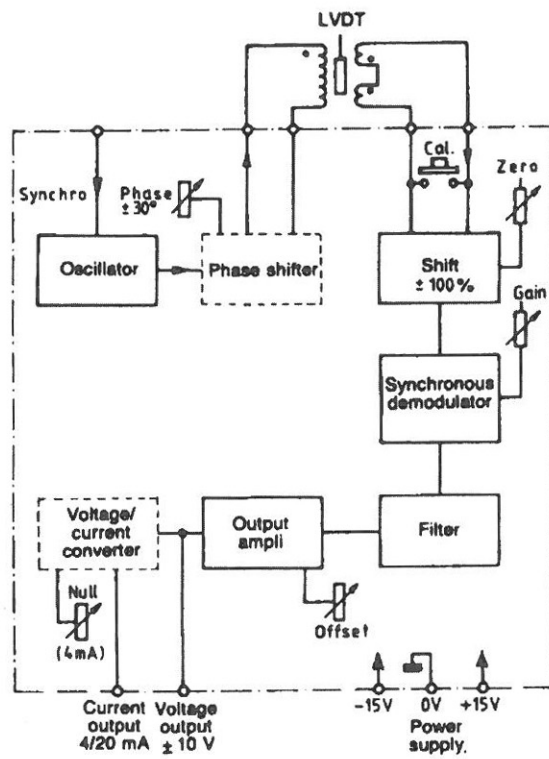 LVDT
Cal.
Zero
Synchro
Phase
± 30°
Oscillator
Phase shifter
Shift
± 100%
Gain
Synchronous
demodulator
Voltage/
current
converter
Output
ampli
Filter
Null
(4mA)
Offset
-15V
0V
+15V
Current
output
4/20 mA
Voltage
output
± 10 V
Power
supply.